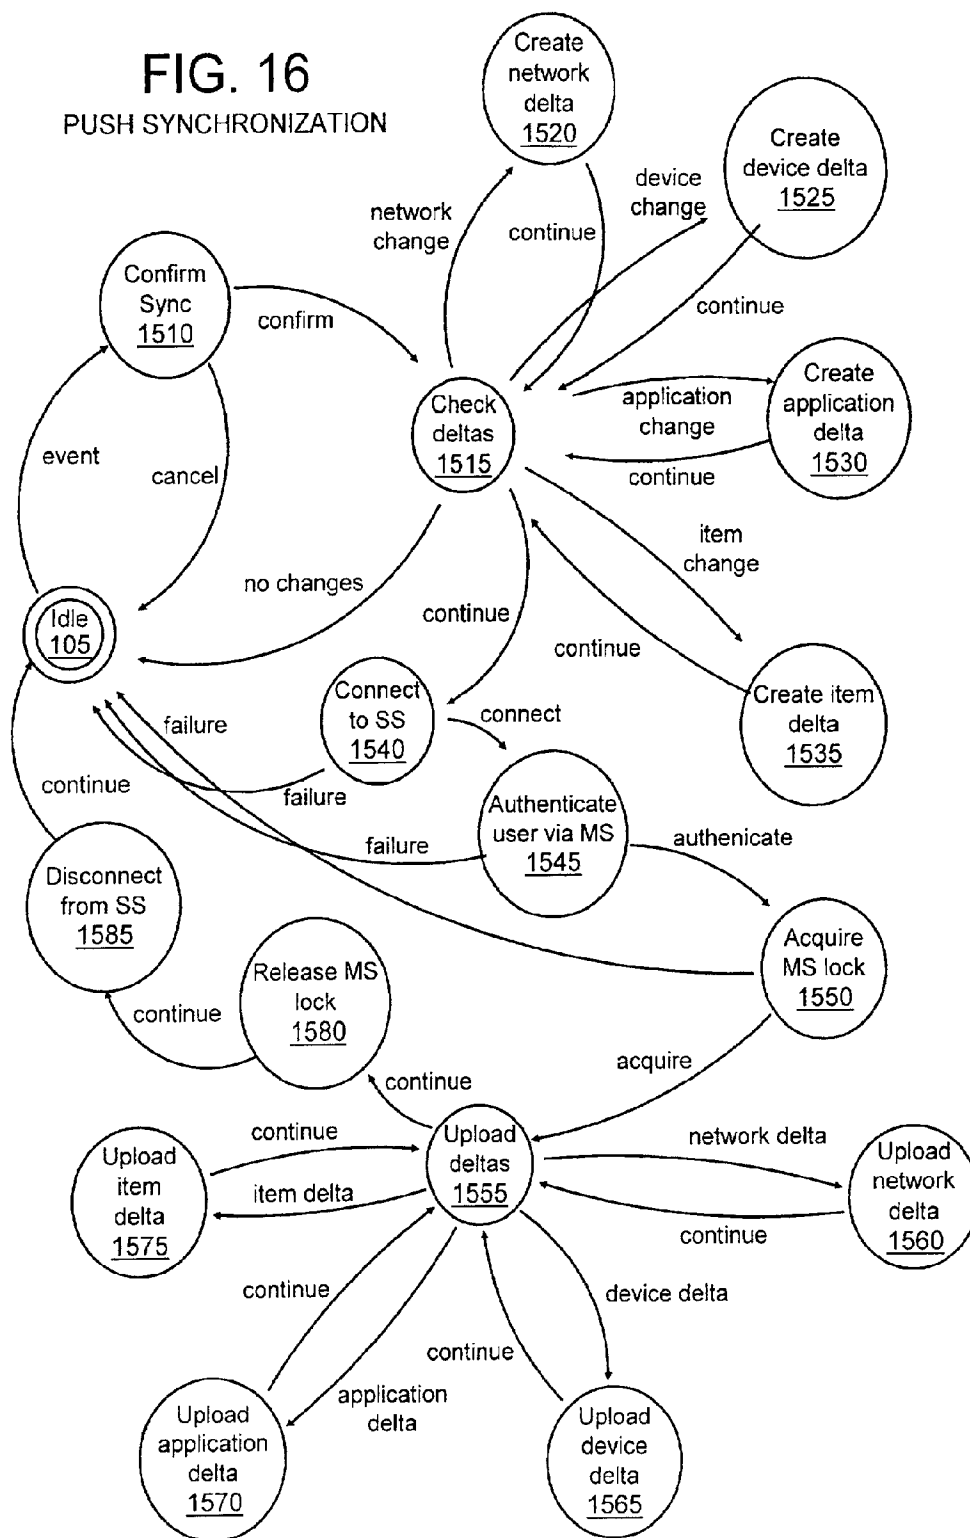 FIG. 16
PUSH SYNCHRONIZATION
Create
network
delta
1520
Create
device delta
1525
device
change
network
change
continue
continue
Confirm
Sync
1510
confirm
Check
deltas
1515
application
change
continue
Create
application
delta
1530
event
cancel
item
change
no changes
continue
continue
Idle
105
Connect
to SS
1540
connect
Create item
delta
1535
failure
failure
failure
continue
Authenticate
user via MS
1545
authenicate
Disconnect
from SS
1585
Acquire
MS lock
1550
Release MS
lock
1580
continue
acquire
continue
continue
Upload
deltas
1555
network delta
Upload
item
delta
1575
item delta
Upload
network
delta
1560
continue
continue
device delta
continue
application
delta
Upload
application
delta
1570
Upload
device
delta
1565